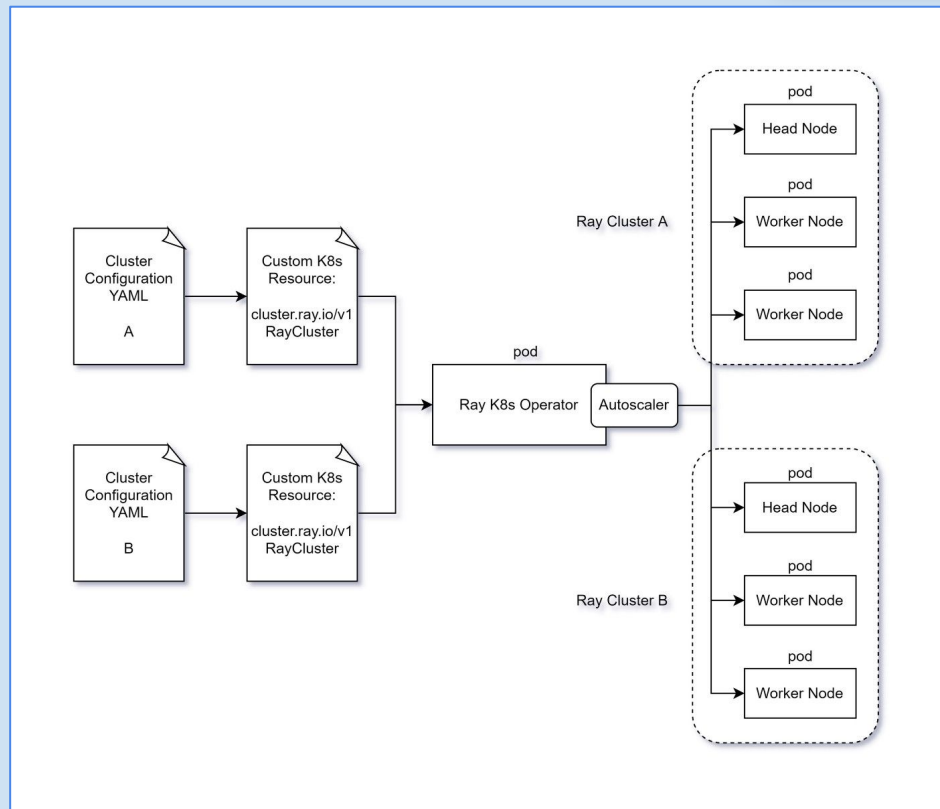 pod
Head Node
pod
Worker Node
Ray Cluster A
pod
Worker Node
Cluster
Configuration
YAML
A
Custom K8s
Resource:
cluster.ray.io/v1
RayCluster
pod
Ray K8s Operator
Autoscaler
Cluster
Configuration
YAML
B
Custom K8s
Resource:
cluster.ray.io/v1
RayCluster
pod
Head Node
pod
Worker Node
Ray Cluster B
pod
Worker Node